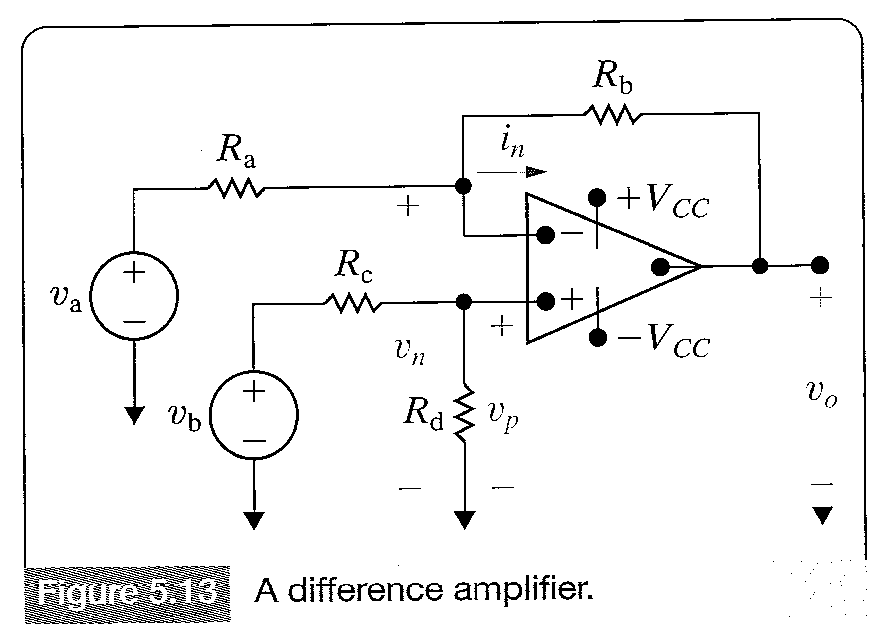 R_b
i_n
R_a
+
+V_CC
−
+
R_c
v_a
−
+
+
+
v_n
−V_CC
+
v_b
R_d
v_p
v_o
−
−
−
−
Figure 5.13 A difference amplifier.